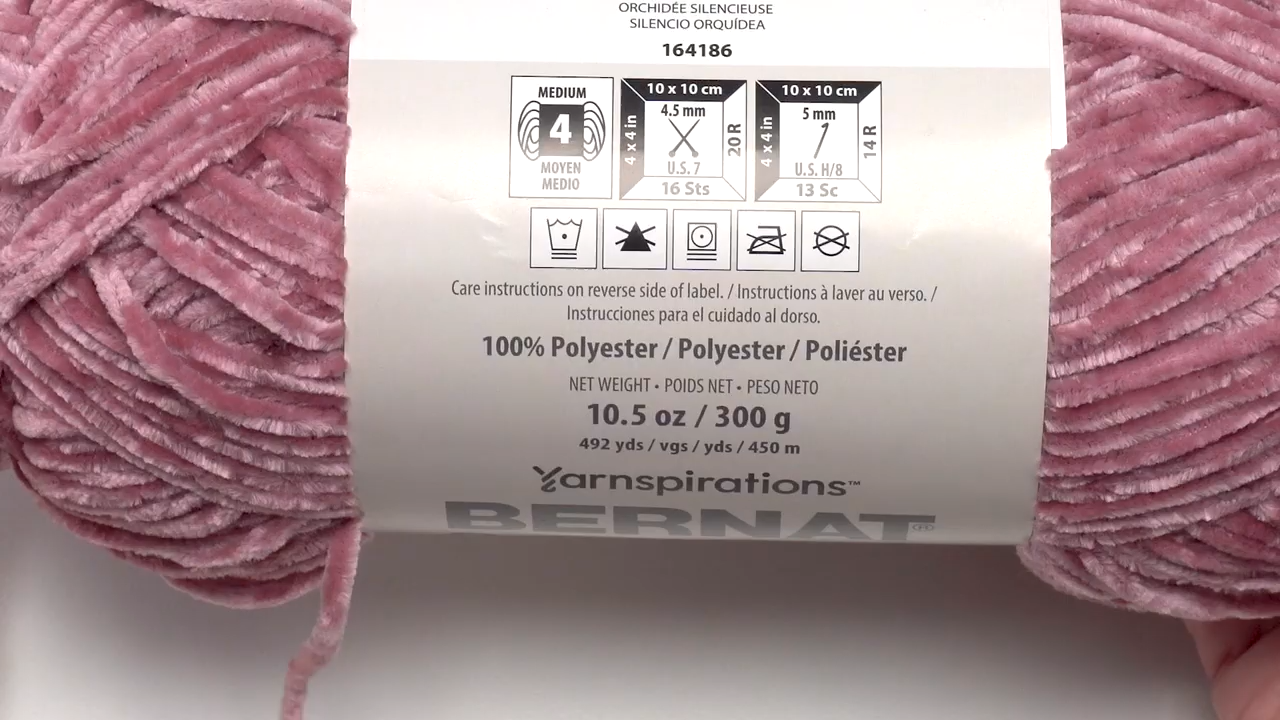 ORCHIDÉE SILENCIEUSE
SILENCIO ORQUÍDEA
164186
MEDIUM
4
MOYEN
MEDIO
10 x 10 cm
4 x 4 in
4.5 mm
20 R
U.S. 7
16 Sts
10 x 10 cm
4 x 4 in
5 mm
14 R
U.S. H/8
13 Sc
Care instructions on reverse side of label. / Instructions à laver au verso. /
Instrucciones para el cuidado al dorso.
100% Polyester / Polyester / Poliéster
NET WEIGHT • POIDS NET • PESO NETO
10.5 oz / 300 g
492 yds / vgs / yds / 450 m
Yarnspirations™
BERNAT®